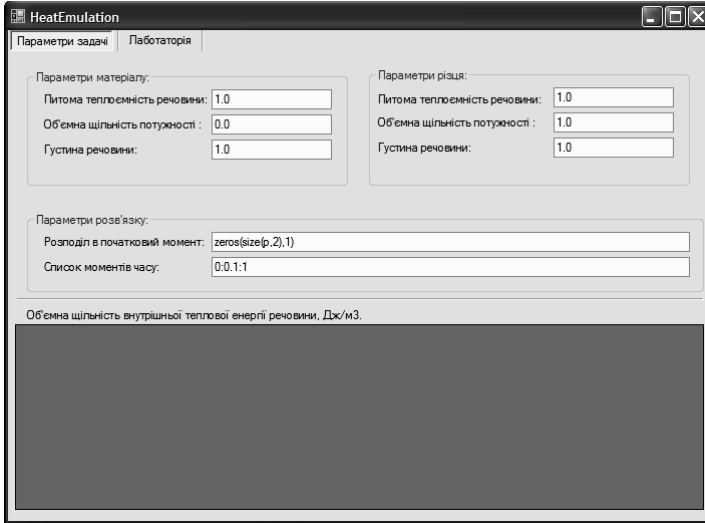 HeatEmulation
Параметри задачі Лаботаторія
Параметри матеріалу:
Питома теплоємність речовини: 1.0
Об'ємна щільність потужності : 0.0
Густина речовини: 1.0
Параметри різця:
Питома теплоємність речовини: 1.0
Об'ємна щільність потужності : 1.0
Густина речовини: 1.0
Параметри розв'язку:
Розподіл в початковий момент: zeros(size(p,2),1)
Список моментів часу: 0:0.1:1
Об'ємна щільність внутрішньої теплової енергії речовини, Дж/м3.